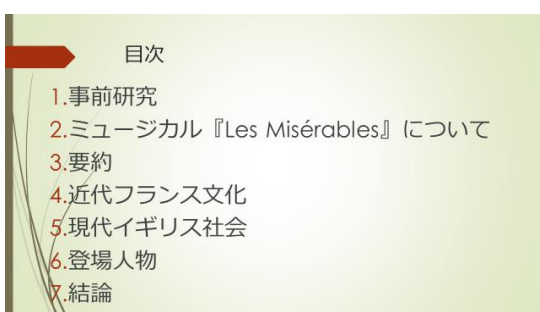 目次
1.事前研究
2.ミュージカル『Les Misérables』について
3.要約
4.近代フランス文化
5.現代イギリス社会
6.登場人物
7.結論